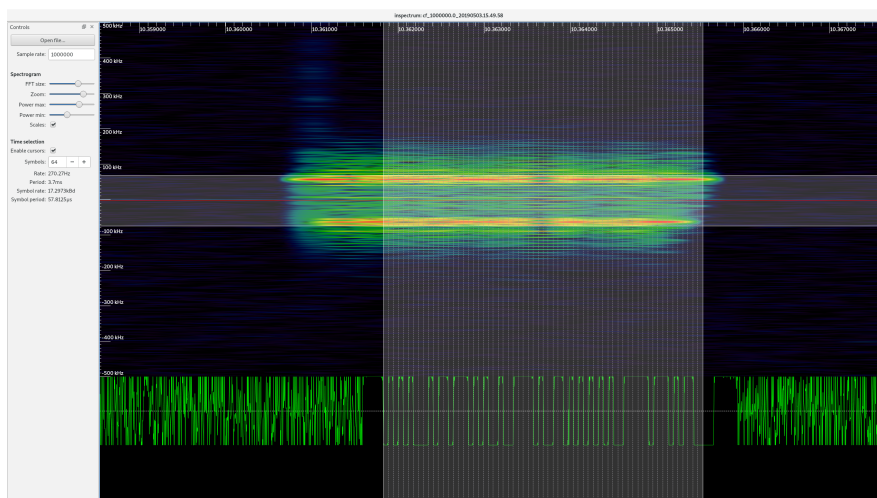 inspectrum: cf_1000000.0_20190503.15.49.58
Controls
Open file...
Sample rate: 1000000
Spectrogram
FFT size:
Zoom:
Power max:
Power min:
Scales:
Time selection
Enable cursors:
Symbols: 64 − +
Rate: 270.27Hz
Period: 3.7ms
Symbol rate: 17.2973kBd
Symbol period: 57.8125µs
500 kHz
10.359000 10.360000 10.361000 10.362000 10.363000 10.364000 10.365000 10.366000 10.367000
400 kHz
300 kHz
200 kHz
100 kHz
-100 kHz
-200 kHz
-300 kHz
-400 kHz
-500 kHz